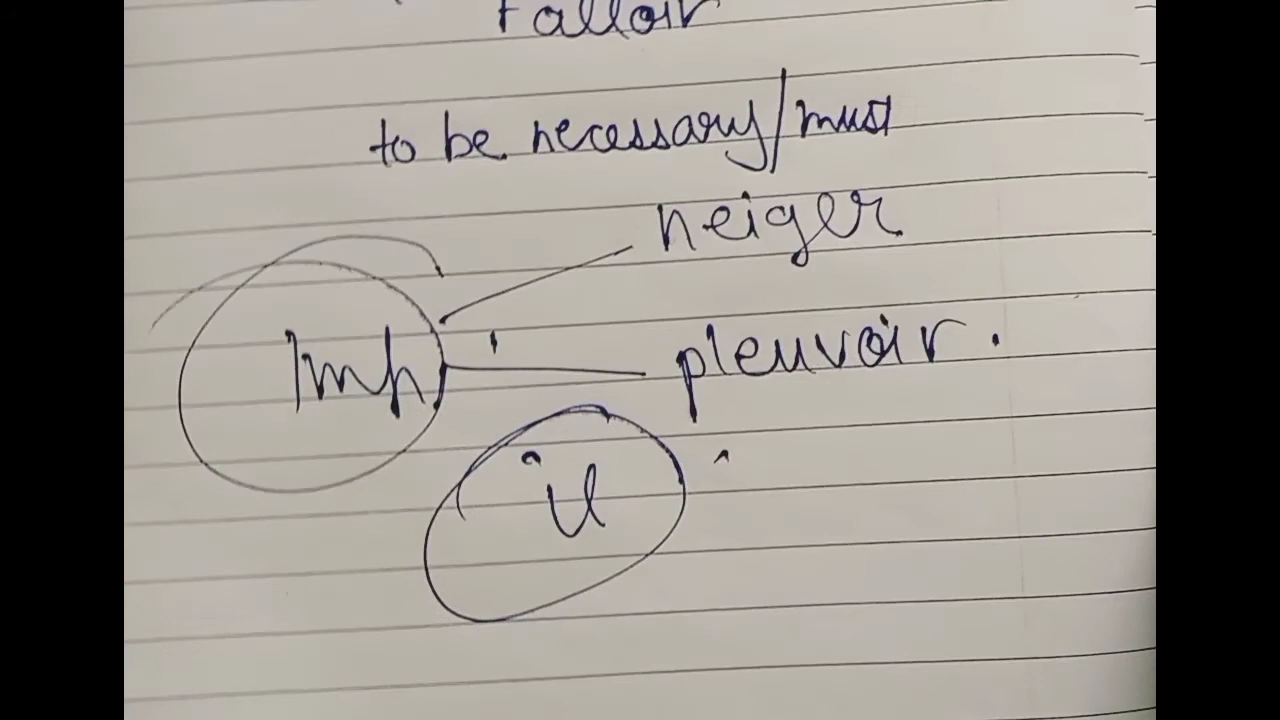 Falloir
to be necessary/must
neiger
Imp
pleuvoir.
il